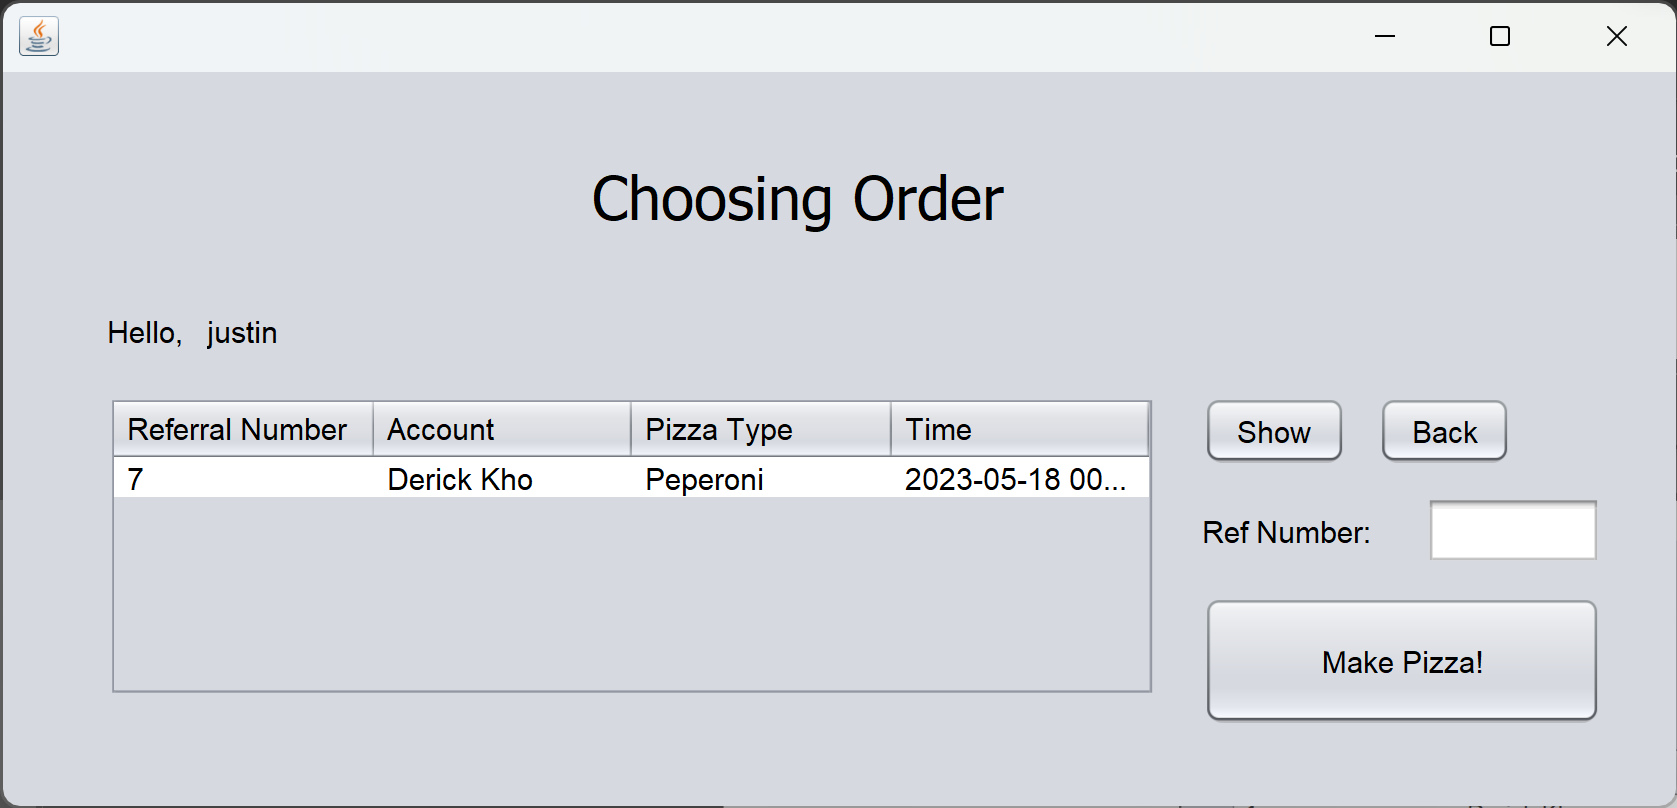 Choosing Order
Hello, justin
Referral Number Account Pizza Type Time
7 Derick Kho Peperoni 2023-05-18 00...
Show Back
Ref Number:
Make Pizza!